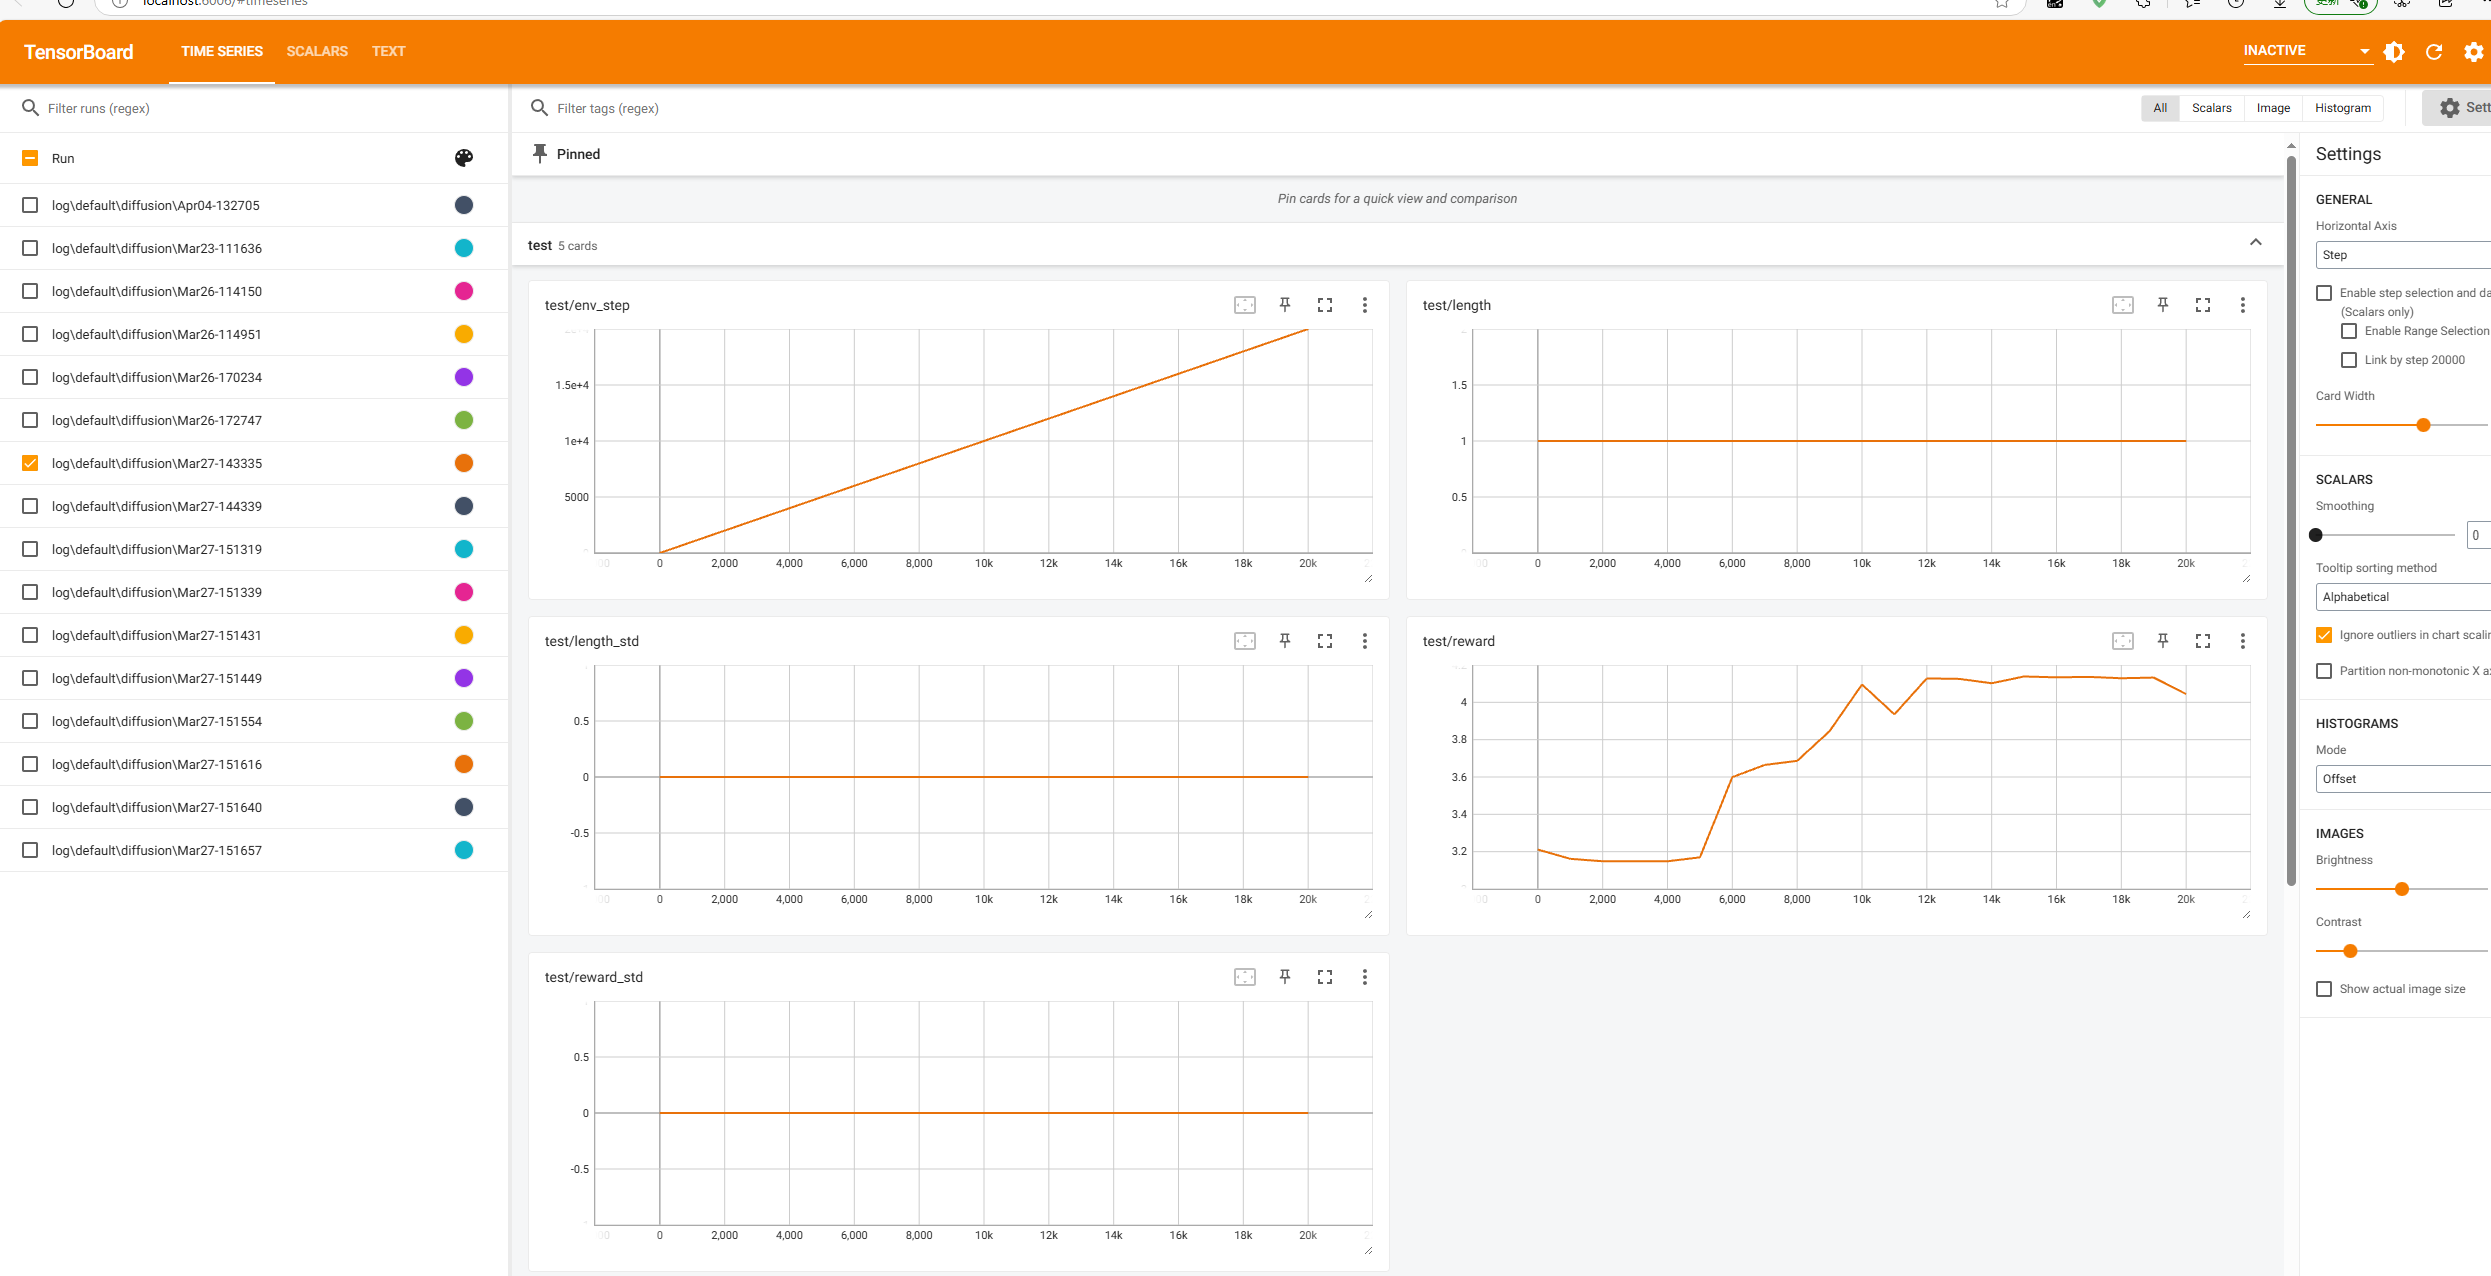 localhost:6006/#timeseries
更新
TensorBoard
TIME SERIES
SCALARS
TEXT
INACTIVE
Filter runs (regex)
Filter tags (regex)
All
Scalars
Image
Histogram
Run
Pinned
Settings
Pin cards for a quick view and comparison
log\default\diffusion\Apr04-132705
log\default\diffusion\Mar23-111636
log\default\diffusion\Mar26-114150
log\default\diffusion\Mar26-114951
log\default\diffusion\Mar26-170234
log\default\diffusion\Mar26-172747
log\default\diffusion\Mar27-143335
log\default\diffusion\Mar27-144339
log\default\diffusion\Mar27-151319
log\default\diffusion\Mar27-151339
log\default\diffusion\Mar27-151431
log\default\diffusion\Mar27-151449
log\default\diffusion\Mar27-151554
log\default\diffusion\Mar27-151616
log\default\diffusion\Mar27-151640
log\default\diffusion\Mar27-151657
test 5 cards
test/env_step
1.5e+4
1e+4
5000
0 2,000 4,000 6,000 8,000 10k 12k 14k 16k 18k 20k
test/length
1.5
1
0.5
0 2,000 4,000 6,000 8,000 10k 12k 14k 16k 18k 20k
test/length_std
0.5
0
-0.5
0 2,000 4,000 6,000 8,000 10k 12k 14k 16k 18k 20k
test/reward
4
3.8
3.6
3.4
3.2
0 2,000 4,000 6,000 8,000 10k 12k 14k 16k 18k 20k
test/reward_std
0.5
0
-0.5
0 2,000 4,000 6,000 8,000 10k 12k 14k 16k 18k 20k
GENERAL
Horizontal Axis
Step
Enable step selection and
(Scalars only)
Enable Range Selection
Link by step 20000
Card Width
SCALARS
Smoothing
0
Tooltip sorting method
Alphabetical
Ignore outliers in chart
Partition non-monotonic X
HISTOGRAMS
Mode
Offset
IMAGES
Brightness
Contrast
Show actual image size